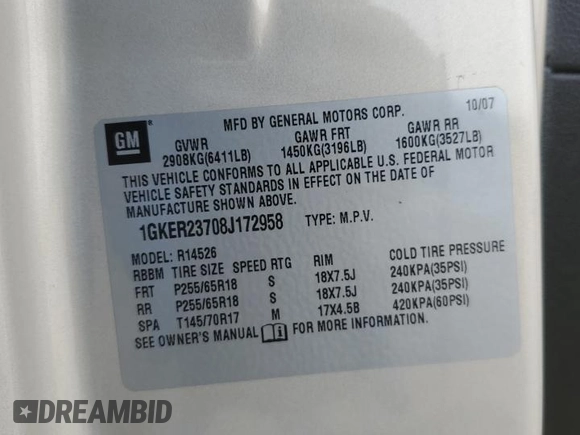 MFD BY GENERAL MOTORS CORP. 10/07
GM
GVWR GAWR FRT GAWR RR
2908KG(6411LB) 1450KG(3196LB) 1600KG(3527LB)
THIS VEHICLE CONFORMS TO ALL APPLICABLE U.S. FEDERAL MOTOR
VEHICLE SAFETY STANDARDS IN EFFECT ON THE DATE OF
MANUFACTURE SHOWN ABOVE.
1GKER23708J172958 TYPE: M.P.V.
MODEL: R14526
RBBM TIRE SIZE SPEED RTG RIM COLD TIRE PRESSURE
FRT P255/65R18 S 18X7.5J 240KPA(35PSI)
RR P255/65R18 S 18X7.5J 240KPA(35PSI)
SPA T145/70R17 M 17X4.5B 420KPA(60PSI)
SEE OWNER'S MANUAL FOR MORE INFORMATION.
DREAMBID